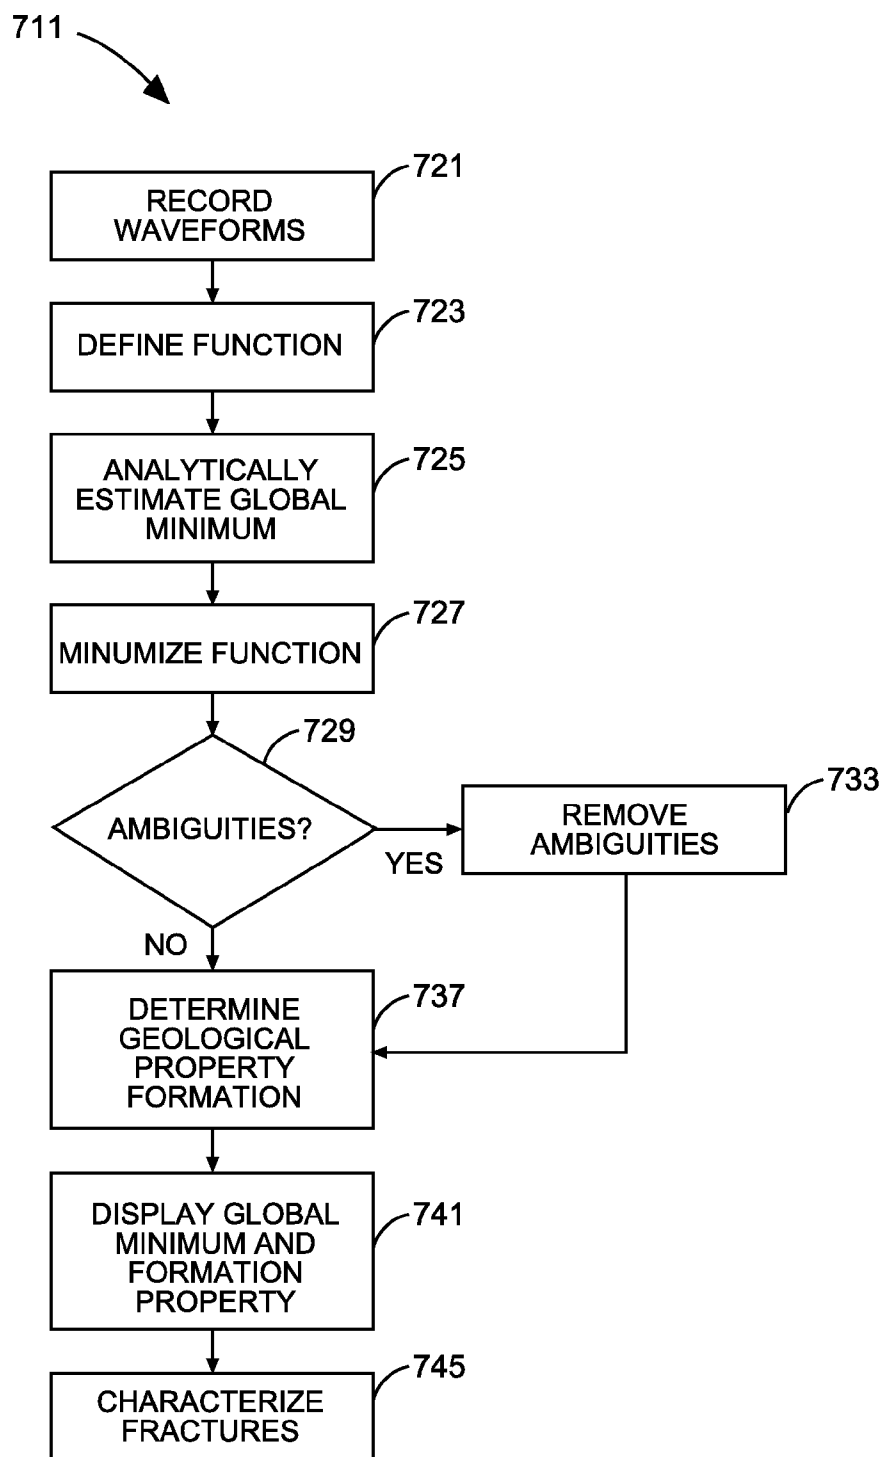 711
721
RECORD
WAVEFORMS
723
DEFINE FUNCTION
725
ANALYTICALLY
ESTIMATE GLOBAL
MINIMUM
727
MINUMIZE FUNCTION
729
AMBIGUITIES?
YES
733
REMOVE
AMBIGUITIES
NO
737
DETERMINE
GEOLOGICAL
PROPERTY
FORMATION
741
DISPLAY GLOBAL
MINIMUM AND
FORMATION
PROPERTY
745
CHARACTERIZE
FRACTURES